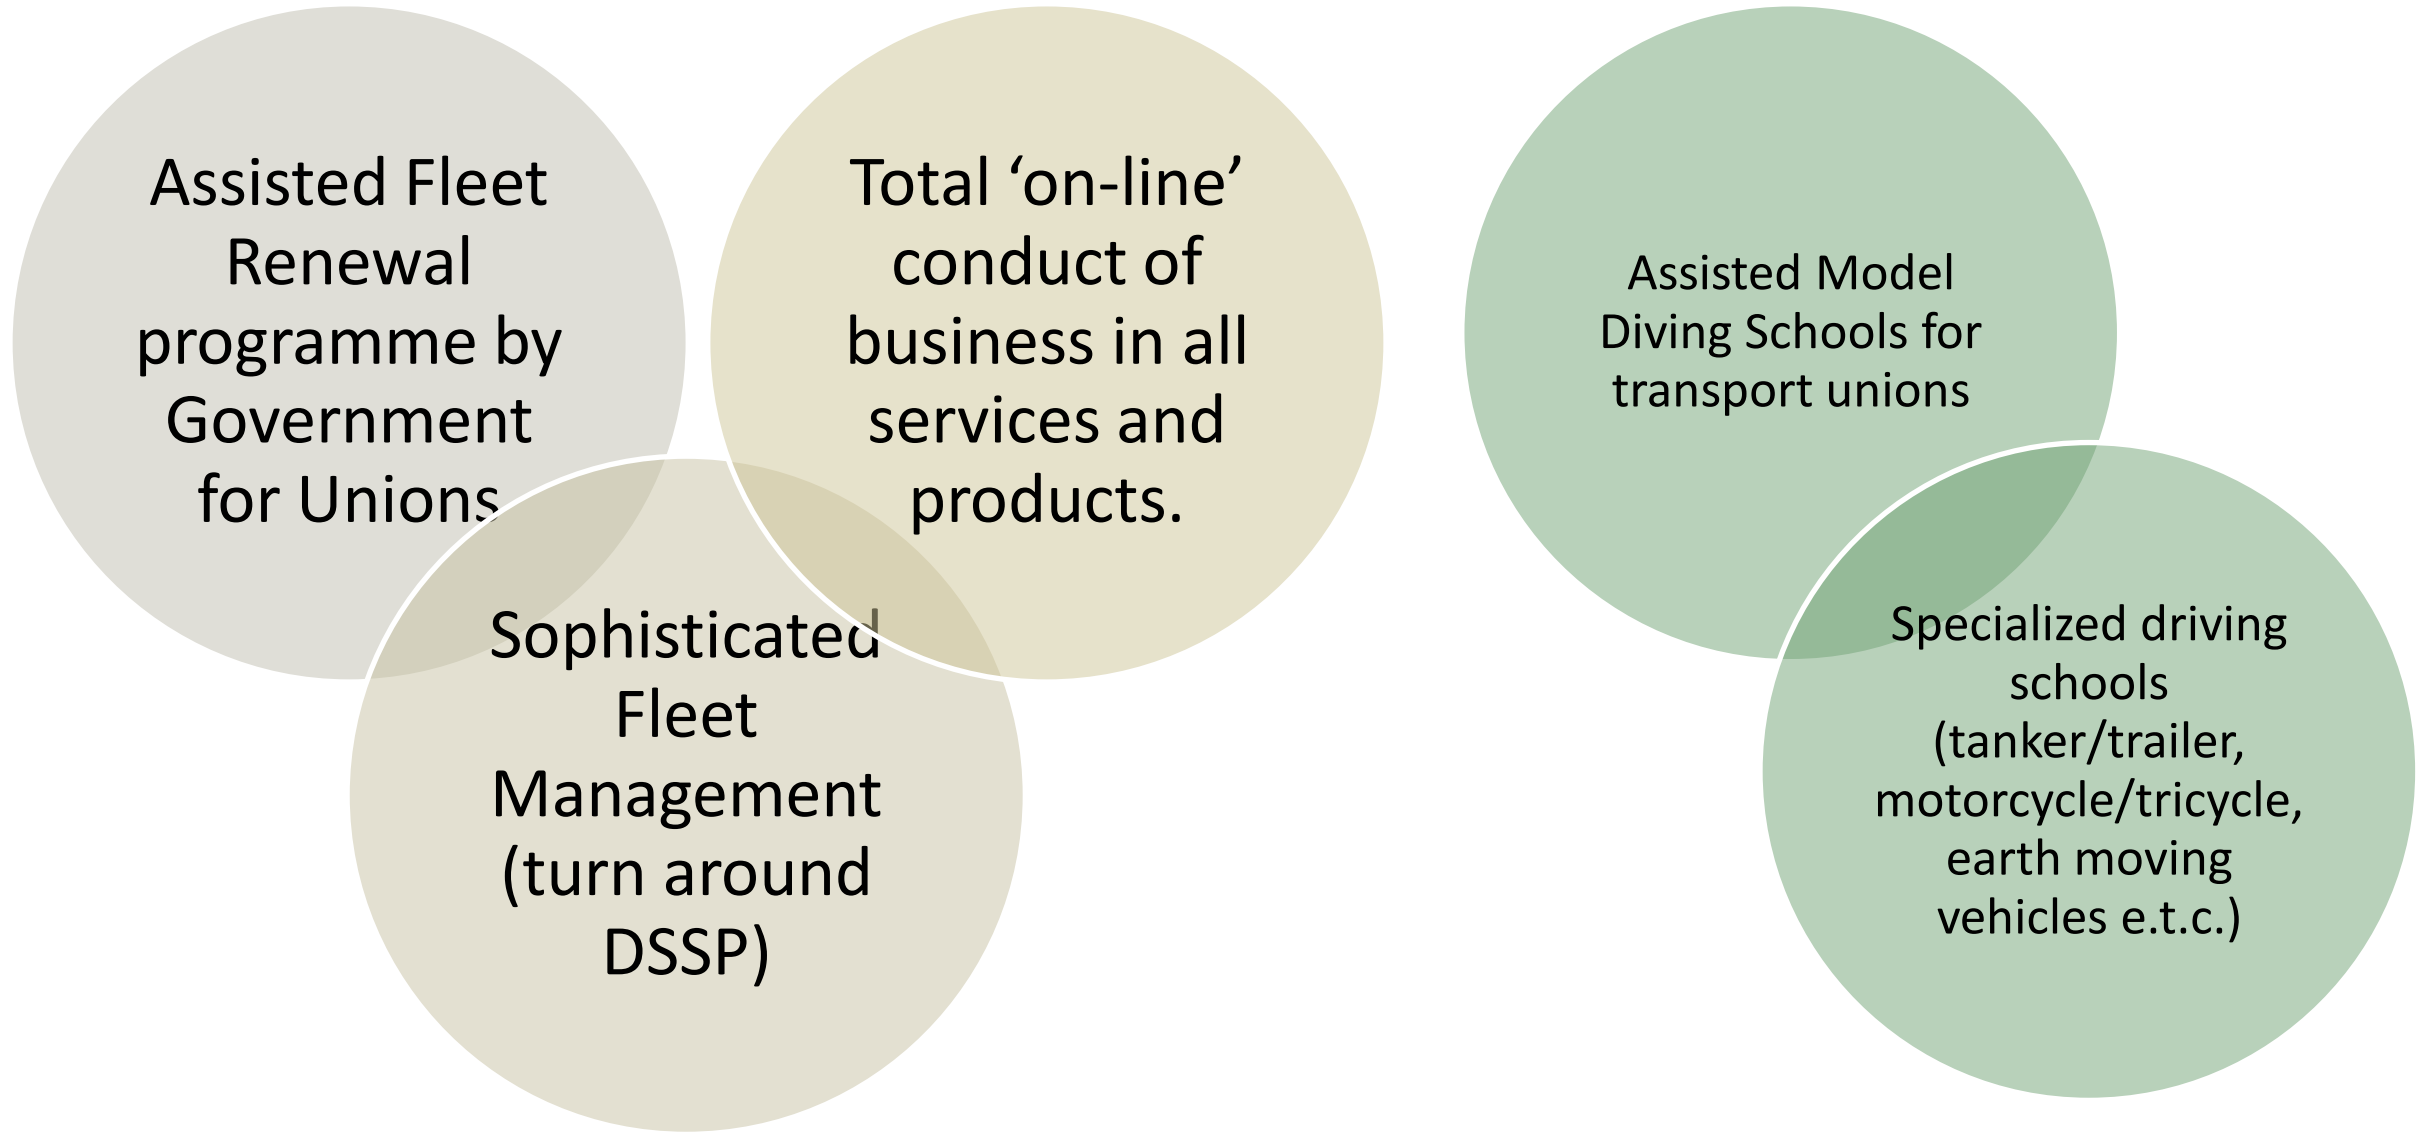 Assisted Fleet
Renewal
programme by
Government
for Unions
Total ‘on-line’
conduct of
business in all
services and
products.
Sophisticated
Fleet
Management
(turn around
DSSP)
Assisted Model
Diving Schools for
transport unions
Specialized driving
schools
(tanker/trailer,
motorcycle/tricycle,
earth moving
vehicles e.t.c.)